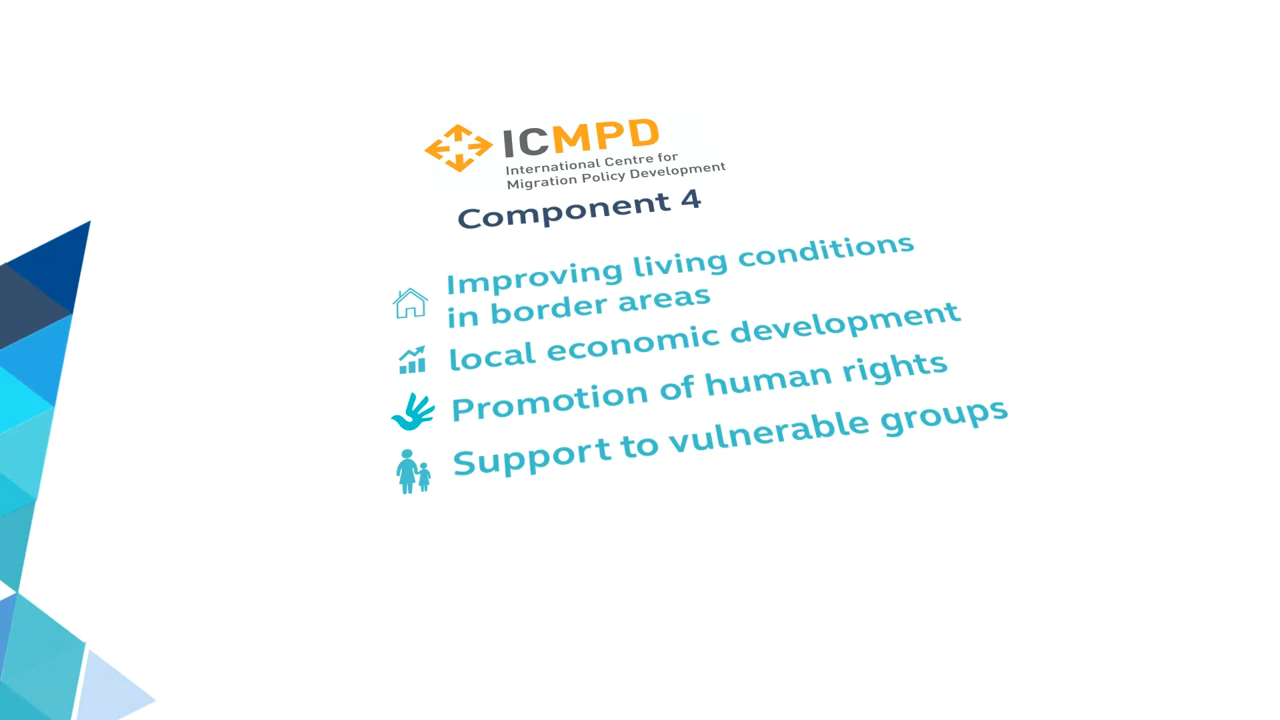 ICMPD
International Centre for
Migration Policy Development
Component 4
Improving living conditions
in border areas
local economic development
Promotion of human rights
Support to vulnerable groups